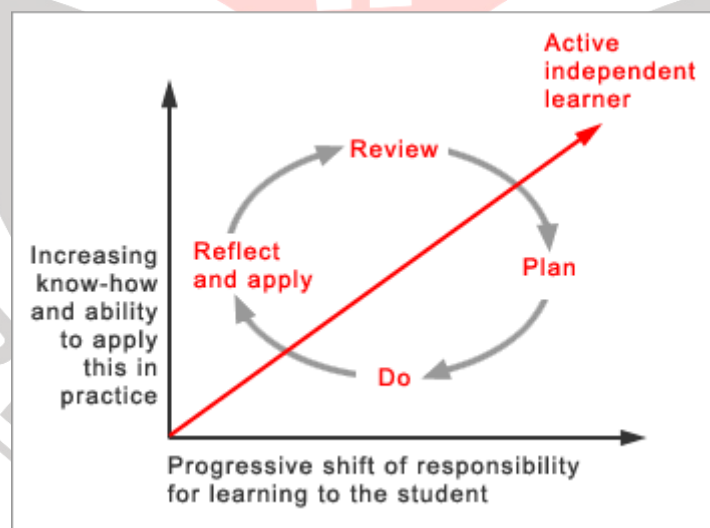 Active
independent
learner
Review
Reflect
and apply
Plan
Do
Increasing
know-how
and ability
to apply
this in
practice
Progressive shift of responsibility
for learning to the student